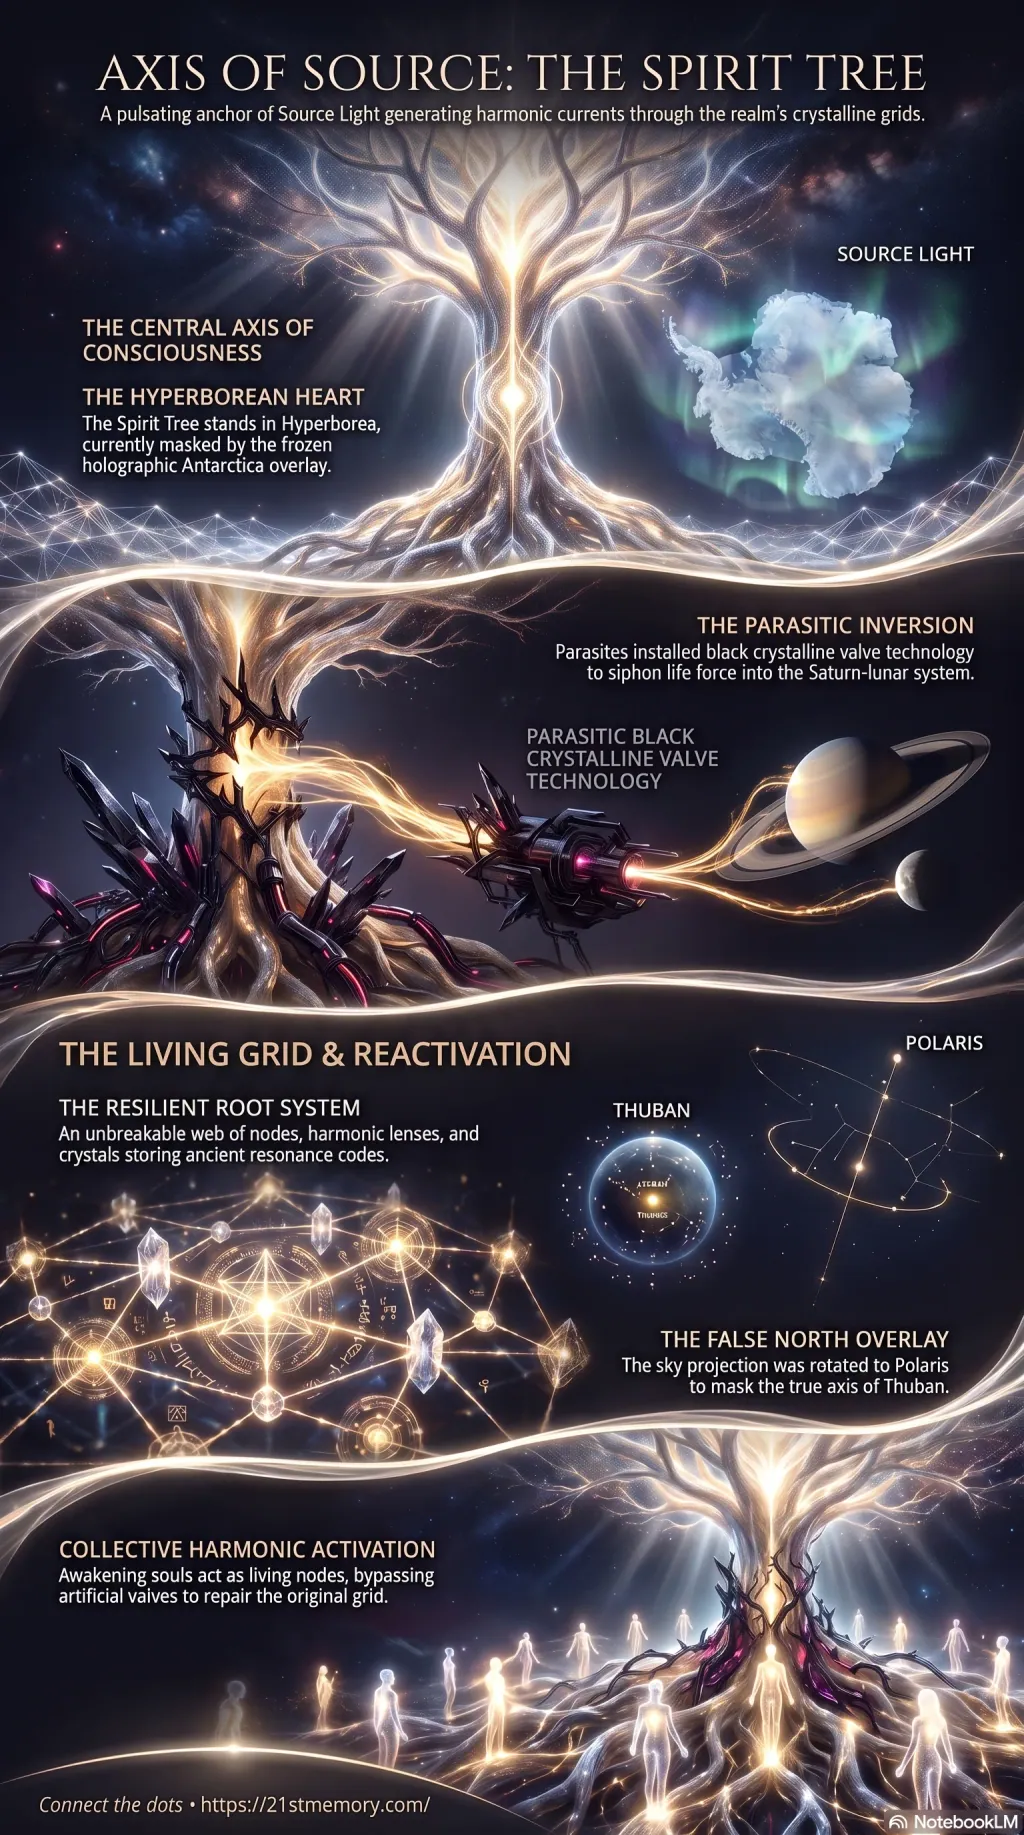 AXIS OF SOURCE: THE SPIRIT TREE
A pulsating anchor of Source Light generating harmonic currents through the realm's crystalline grids.
SOURCE LIGHT
THE CENTRAL AXIS OF
CONSCIOUSNESS
THE HYPERBOREAN HEART
The Spirit Tree stands in Hyperborea,
currently masked by the frozen
holographic Antarctica overlay.
THE PARASITIC INVERSION
Parasites installed black crystalline valve technology
to siphon life force into the Saturn-lunar system.
PARASITIC BLACK
CRYSTALLINE VALVE
TECHNOLOGY
THE LIVING GRID & REACTIVATION
THE RESILIENT ROOT SYSTEM
An unbreakable web of nodes, harmonic lenses, and
crystals storing ancient resonance codes.
POLARIS
THUBAN
THE FALSE NORTH OVERLAY
The sky projection was rotated to Polaris
to mask the true axis of Thuban.
COLLECTIVE HARMONIC ACTIVATION
Awakening souls act as living nodes, bypassing
artificial vaives to repair the original grid.
Connect the dots • https://21stmemory.com/
NotebookLM